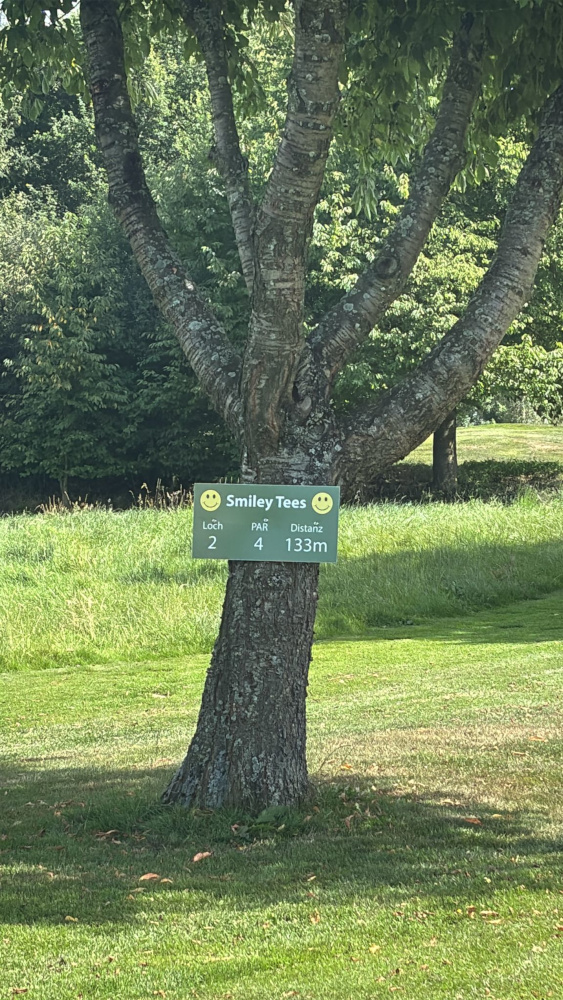 Smiley Tees
Loch PAR Distanz
2 4 133m